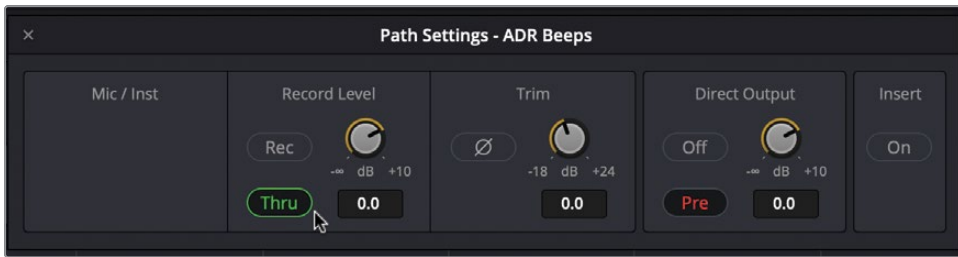 × Path Settings - ADR Beeps
Mic / Inst
Record Level
Rec
-∞ dB +10
Thru
0.0
Trim
Ø
-18 dB +24
0.0
Direct Output
Off
-∞ dB +10
Pre
0.0
Insert
On